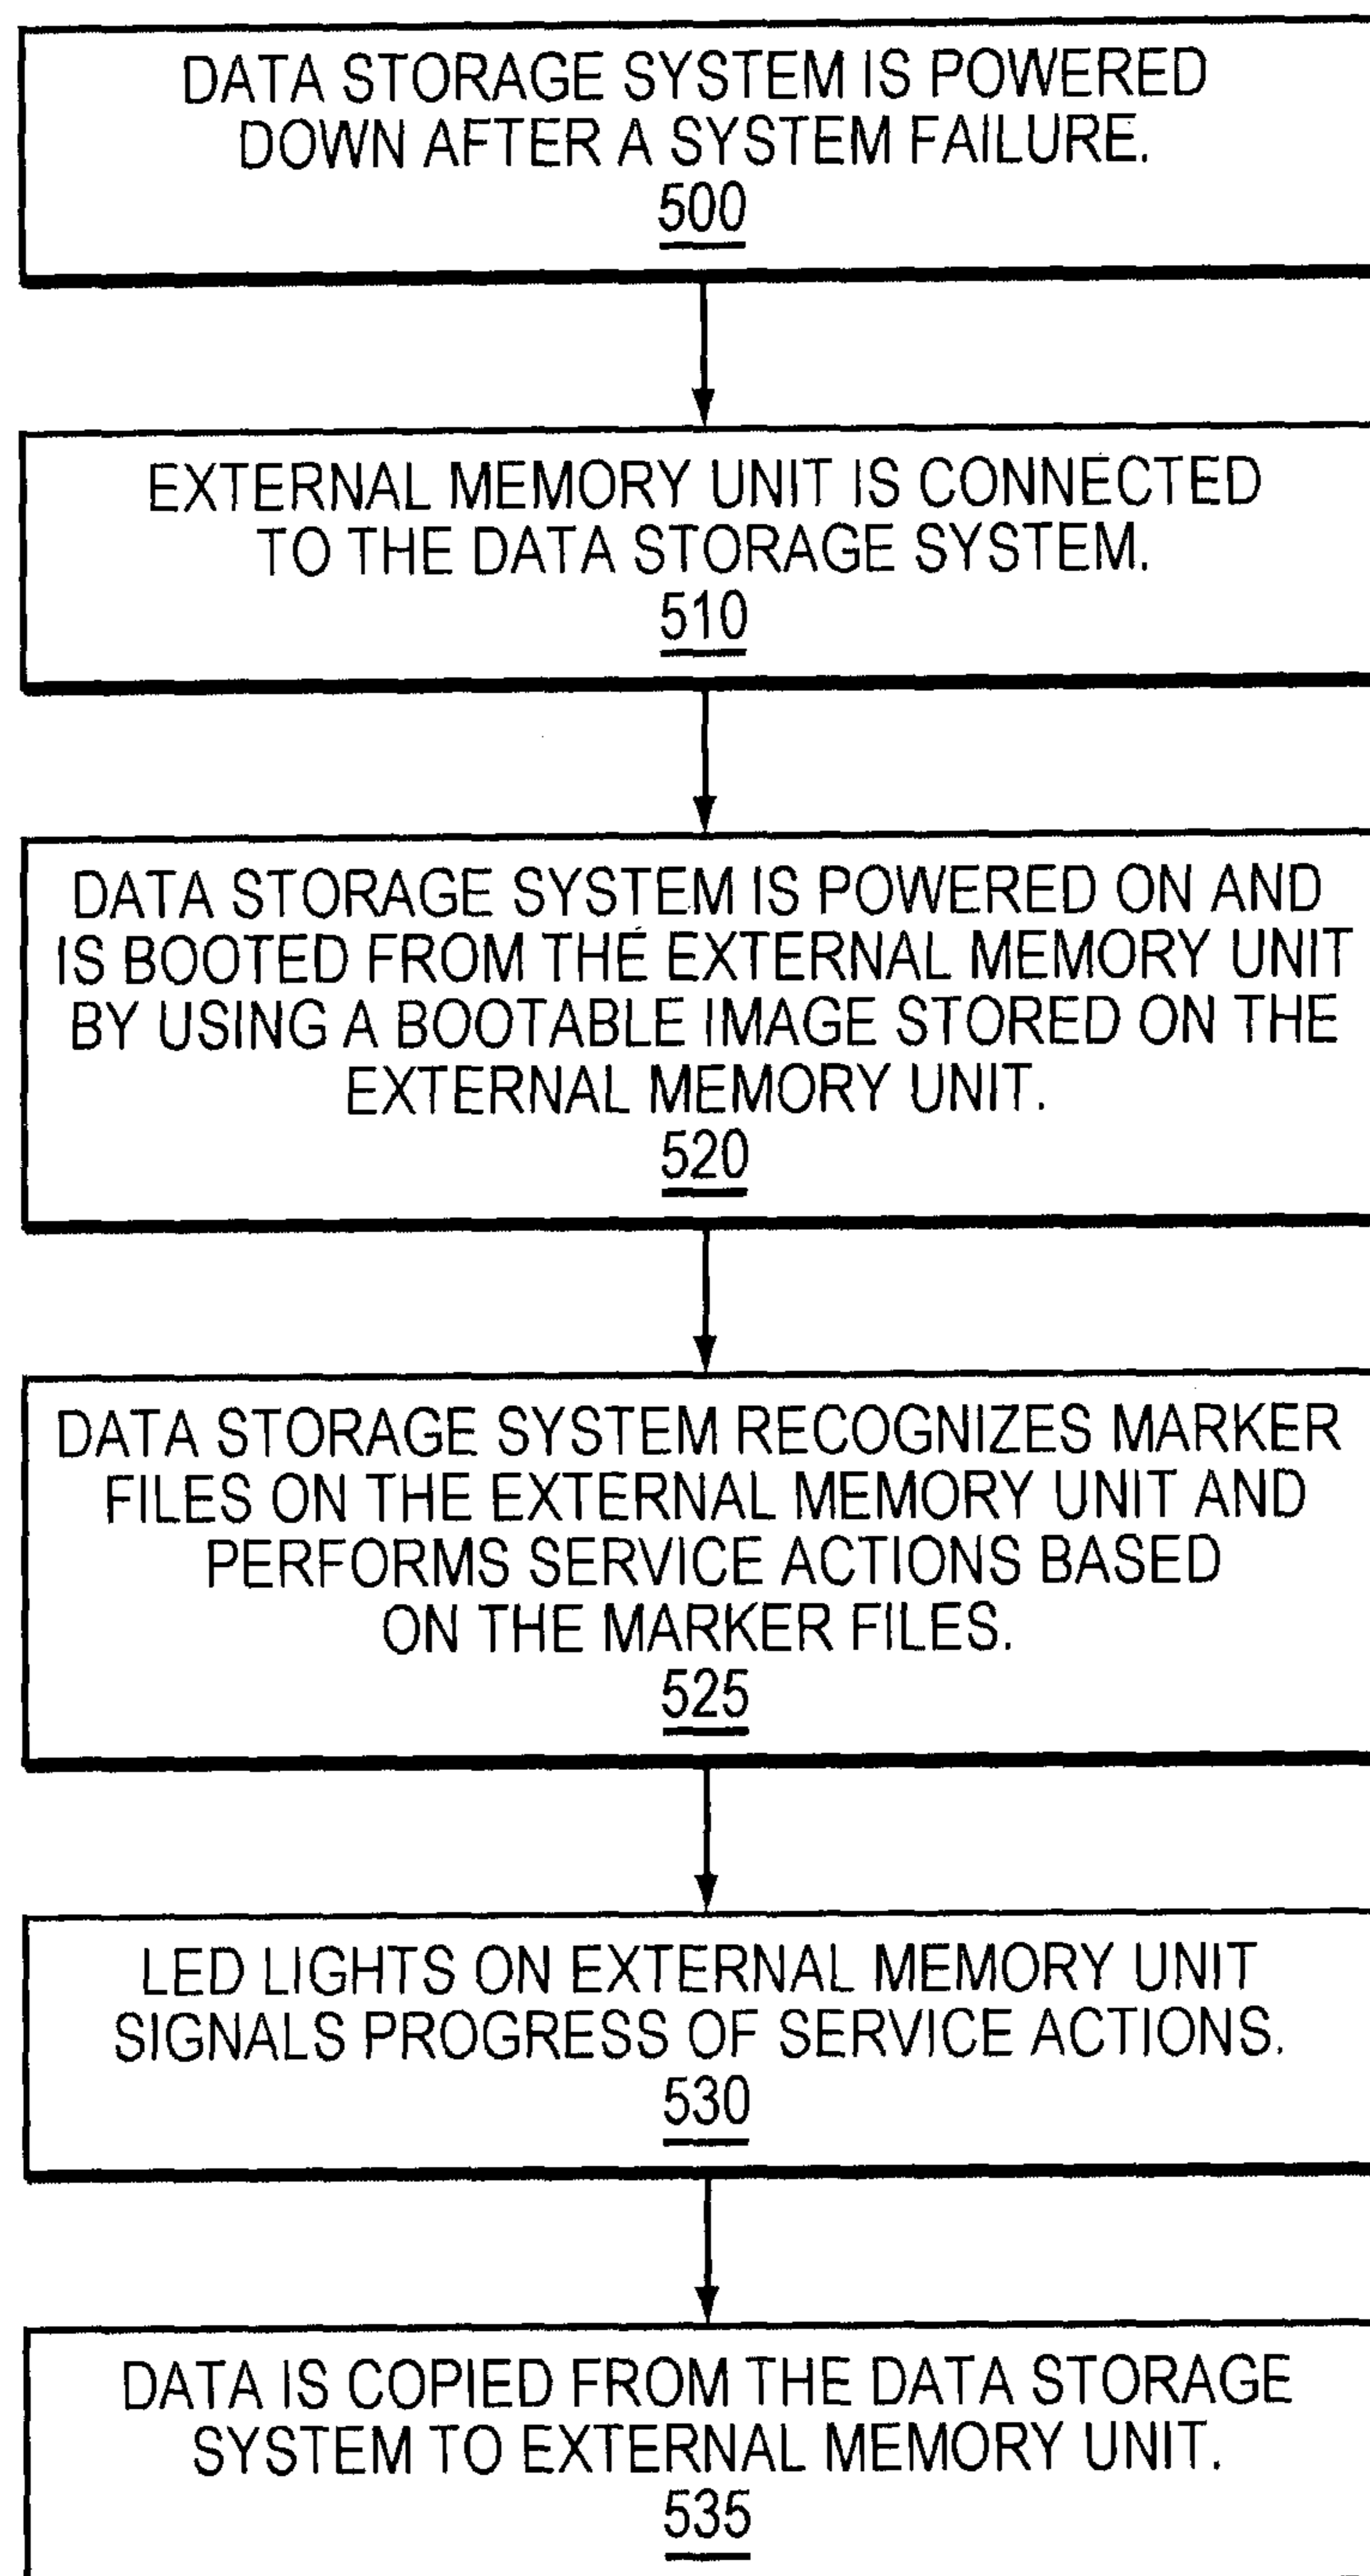 DATA STORAGE SYSTEM IS POWERED
DOWN AFTER A SYSTEM FAILURE.
500
EXTERNAL MEMORY UNIT IS CONNECTED
TO THE DATA STORAGE SYSTEM.
510
DATA STORAGE SYSTEM IS POWERED ON AND
IS BOOTED FROM THE EXTERNAL MEMORY UNIT
BY USING A BOOTABLE IMAGE STORED ON THE
EXTERNAL MEMORY UNIT.
520
DATA STORAGE SYSTEM RECOGNIZES MARKER
FILES ON THE EXTERNAL MEMORY UNIT AND
PERFORMS SERVICE ACTIONS BASED
ON THE MARKER FILES.
525
LED LIGHTS ON EXTERNAL MEMORY UNIT
SIGNALS PROGRESS OF SERVICE ACTIONS.
530
DATA IS COPIED FROM THE DATA STORAGE
SYSTEM TO EXTERNAL MEMORY UNIT.
535